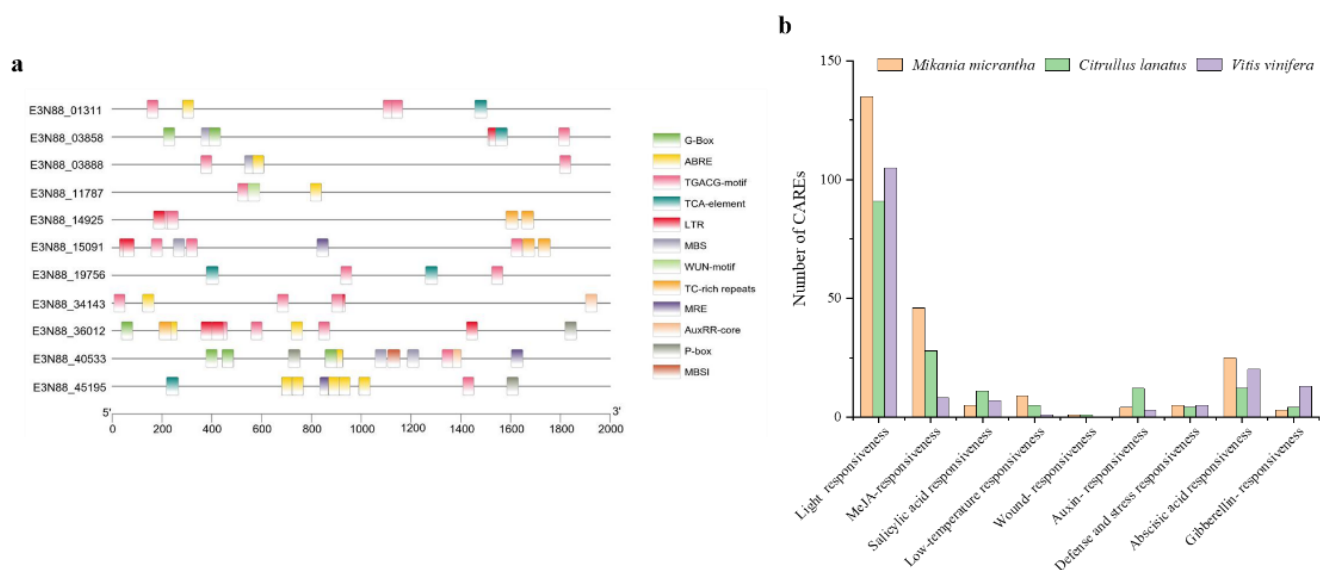 a
E3N88_01311
E3N88_03858
E3N88_03888
E3N88_11787
E3N88_14925
E3N88_15091
E3N88_19756
E3N88_34143
E3N88_36012
E3N88_40533
E3N88_45195
5' 3'
0 200 400 600 800 1000 1200 1400 1600 1800 2000
G-Box
ABRE
TGACG-motif
TCA-element
LTR
MBS
WUN-motif
TC-rich repeats
MRE
AuxRR-core
P-box
MBSI
b
Mikania micrantha Citrullus lanatus Vitis vinifera
Number of CAREs
150
100
50
0
Light responsiveness
MeJA-responsiveness
Salicylic acid responsiveness
Low-temperature responsiveness
Wound- responsiveness
Auxin- responsiveness
Defense and stress responsiveness
Abscisic acid responsiveness
Gibberellin- responsiveness